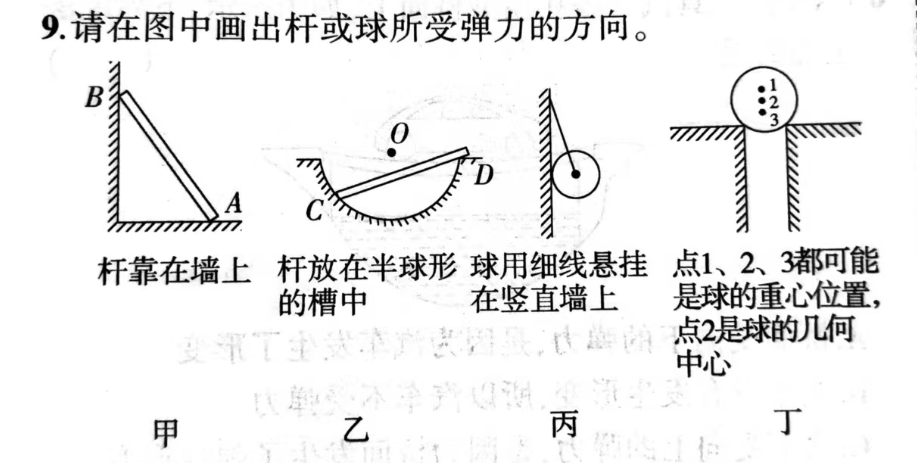 9.请在图中画出杆或球所受弹力的方向。
B
A
O
C
D
1
2
3
杆靠在墙上
杆放在半球形
的槽中
球用细线悬挂
在竖直墙上
点1、2、3都可能
是球的重心位置,
点2是球的几何
中心
甲
乙
丙
丁